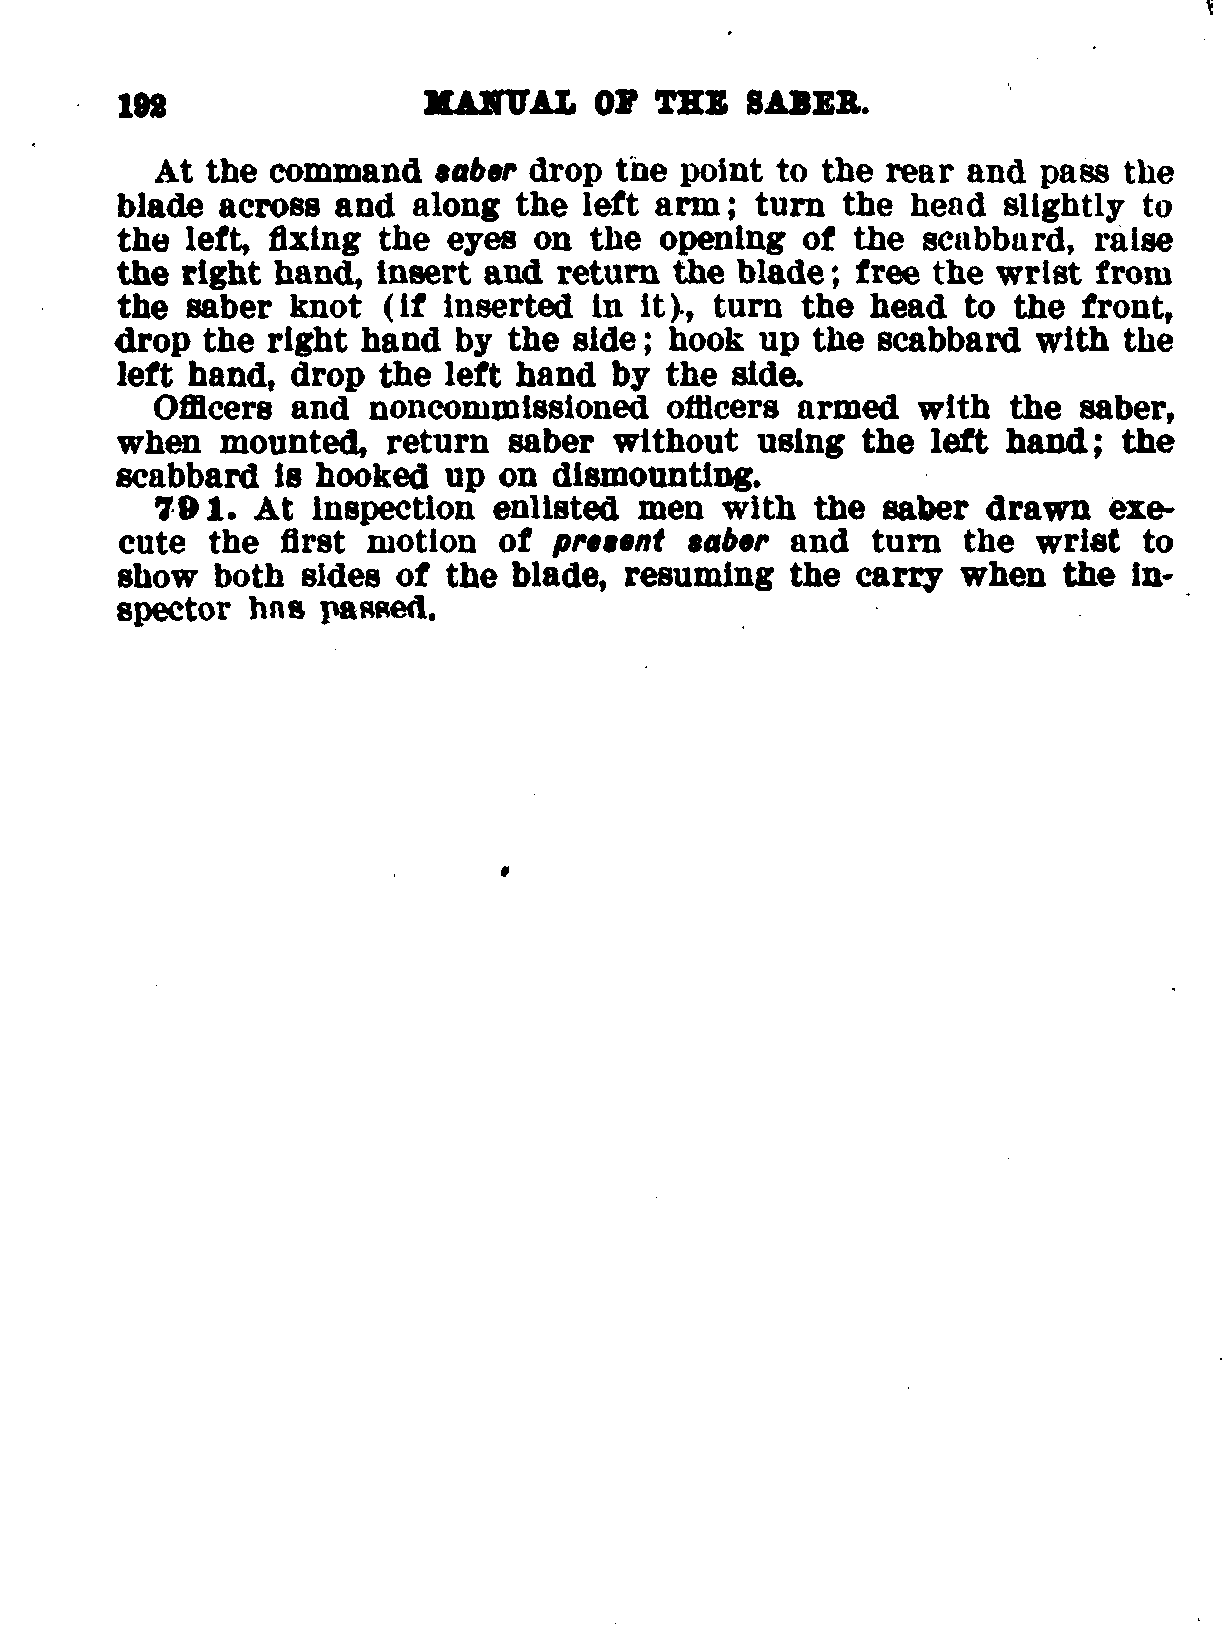 192 MANUAL OF THE SABER.
At the command saber drop the point to the rear and pass the
blade across and along the left arm; turn the head slightly to
the left, fixing the eyes on the opening of the scabbard, raise
the right hand, insert and return the blade; free the wrist from
the saber knot (if inserted in it), turn the head to the front,
drop the right hand by the side; hook up the scabbard with the
left hand, drop the left hand by the side.
Officers and noncommissioned officers armed with the saber,
when mounted, return saber without using the left hand; the
scabbard is hooked up on dismounting.
791. At inspection enlisted men with the saber drawn exe-
cute the first motion of present saber and turn the wrist to
show both sides of the blade, resuming the carry when the in-
spector has passed.